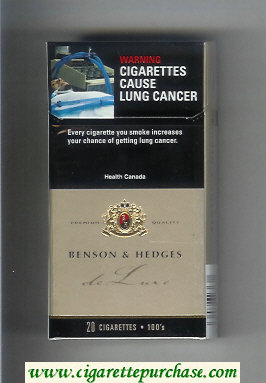 WARNING
CIGARETTES
CAUSE
LUNG CANCER
Every cigarette you smoke increases
your chance of getting lung cancer.
Health Canada
PREMIUM QUALITY
BENSON & HEDGES
de Luxe
20 CIGARETTES • 100's
www.cigarettepurchase.com